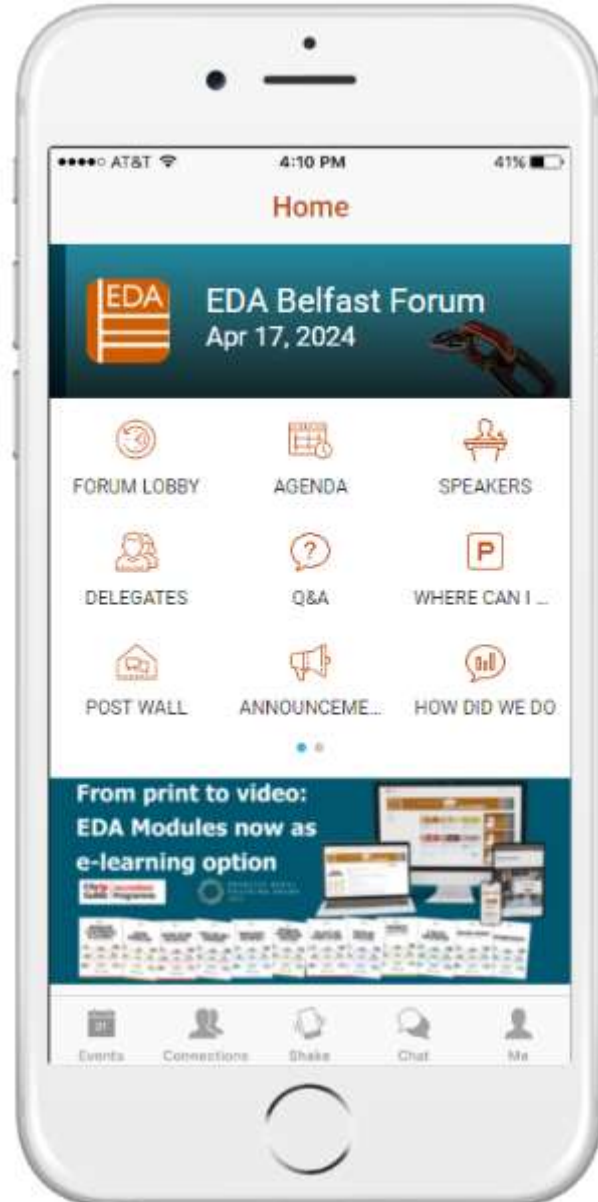 AT&T 4:10 PM 41%
Home
EDA
EDA Belfast Forum
Apr 17, 2024
FORUM LOBBY AGENDA SPEAKERS
P
DELEGATES Q&A WHERE CAN I ...
POST WALL ANNOUNCEME... HOW DID WE DO
From print to video:
EDA Modules now as
e-learning option
Events Connections Shake Chat Me